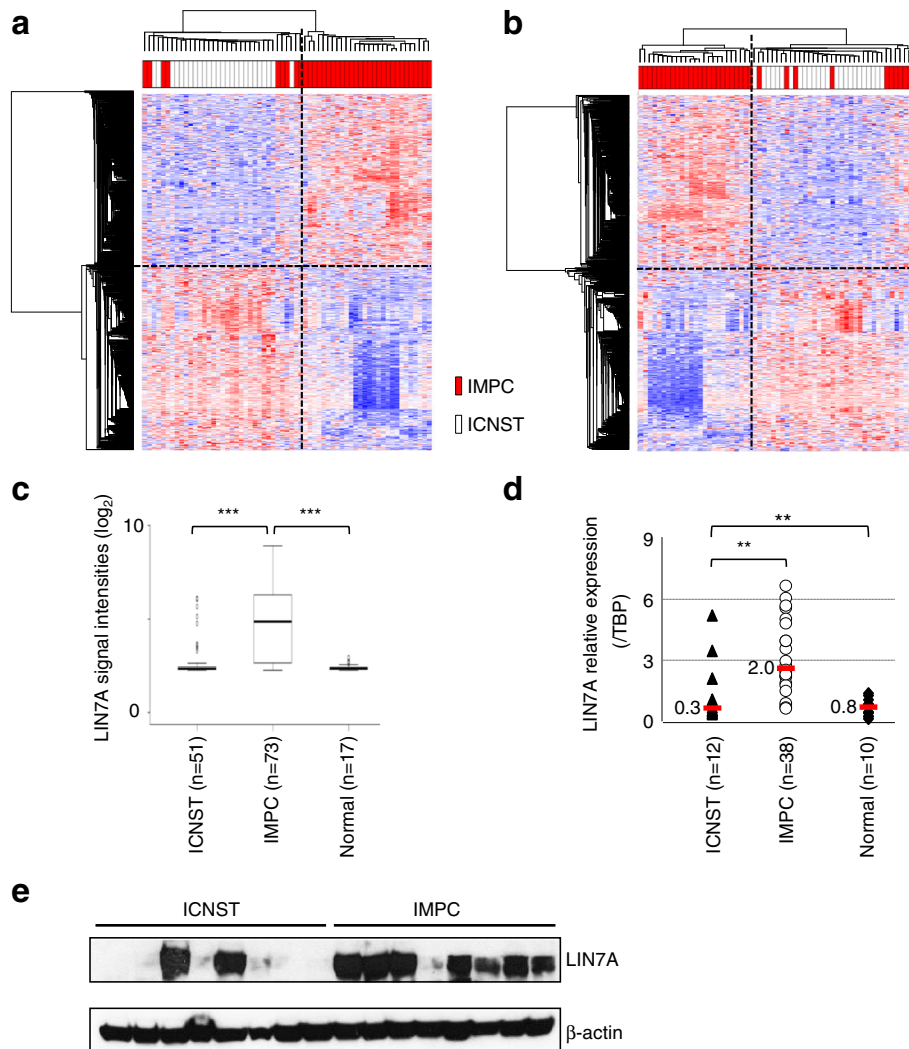 a
b
IMPC
ICNST
c
LIN7A signal intensities (log2)
10
0
***
***
ICNST (n=51)
IMPC (n=73)
Normal (n=17)
d
LIN7A relative expression
(/TBP)
9
6
3
0
**
**
0.3
2.0
0.8
ICNST (n=12)
IMPC (n=38)
Normal (n=10)
e
ICNST
IMPC
LIN7A
β-actin